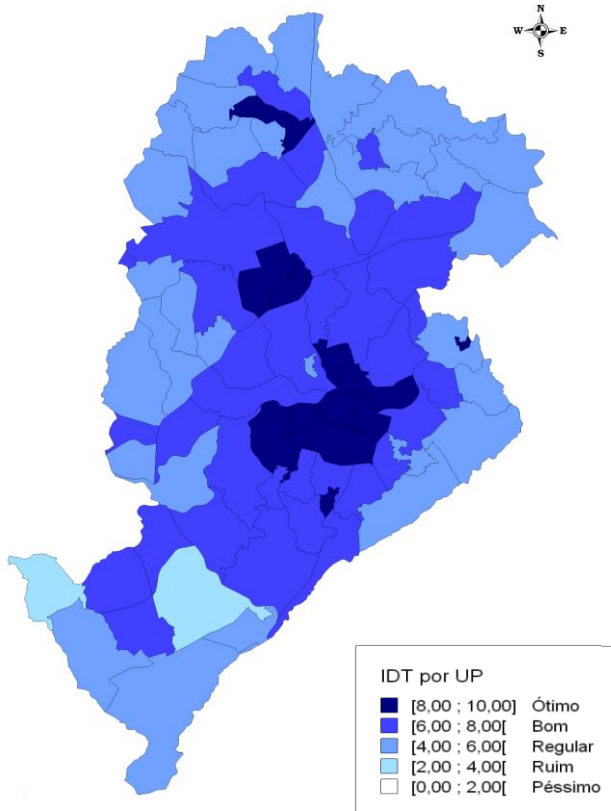 N
W E
S
IDT por UP
[8,00 ; 10,00] Ótimo
[6,00 ; 8,00[ Bom
[4,00 ; 6,00[ Regular
[2,00 ; 4,00[ Ruim
[0,00 ; 2,00[ Péssimo